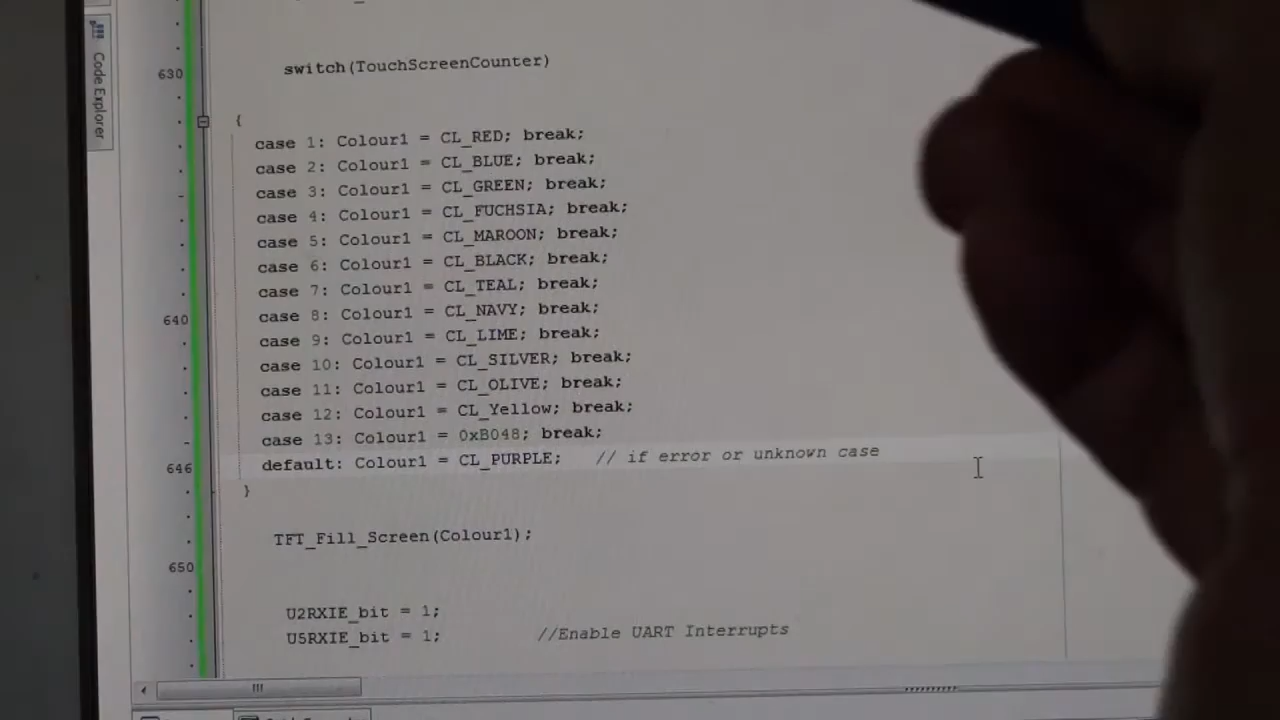 Code Explorer
630
switch(TouchScreenCounter)
{
case 1: Colour1 = CL_RED; break;
case 2: Colour1 = CL_BLUE; break;
case 3: Colour1 = CL_GREEN; break;
case 4: Colour1 = CL_FUCHSIA; break;
case 5: Colour1 = CL_MAROON; break;
case 6: Colour1 = CL_BLACK; break;
case 7: Colour1 = CL_TEAL; break;
640 case 8: Colour1 = CL_NAVY; break;
case 9: Colour1 = CL_LIME; break;
case 10: Colour1 = CL_SILVER; break;
case 11: Colour1 = CL_OLIVE; break;
case 12: Colour1 = CL_Yellow; break;
case 13: Colour1 = 0xB048; break;
646 default: Colour1 = CL_PURPLE; // if error or unknown case
}
TFT_Fill_Screen(Colour1);
650
U2RXIE_bit = 1;
U5RXIE_bit = 1; //Enable UART Interrupts